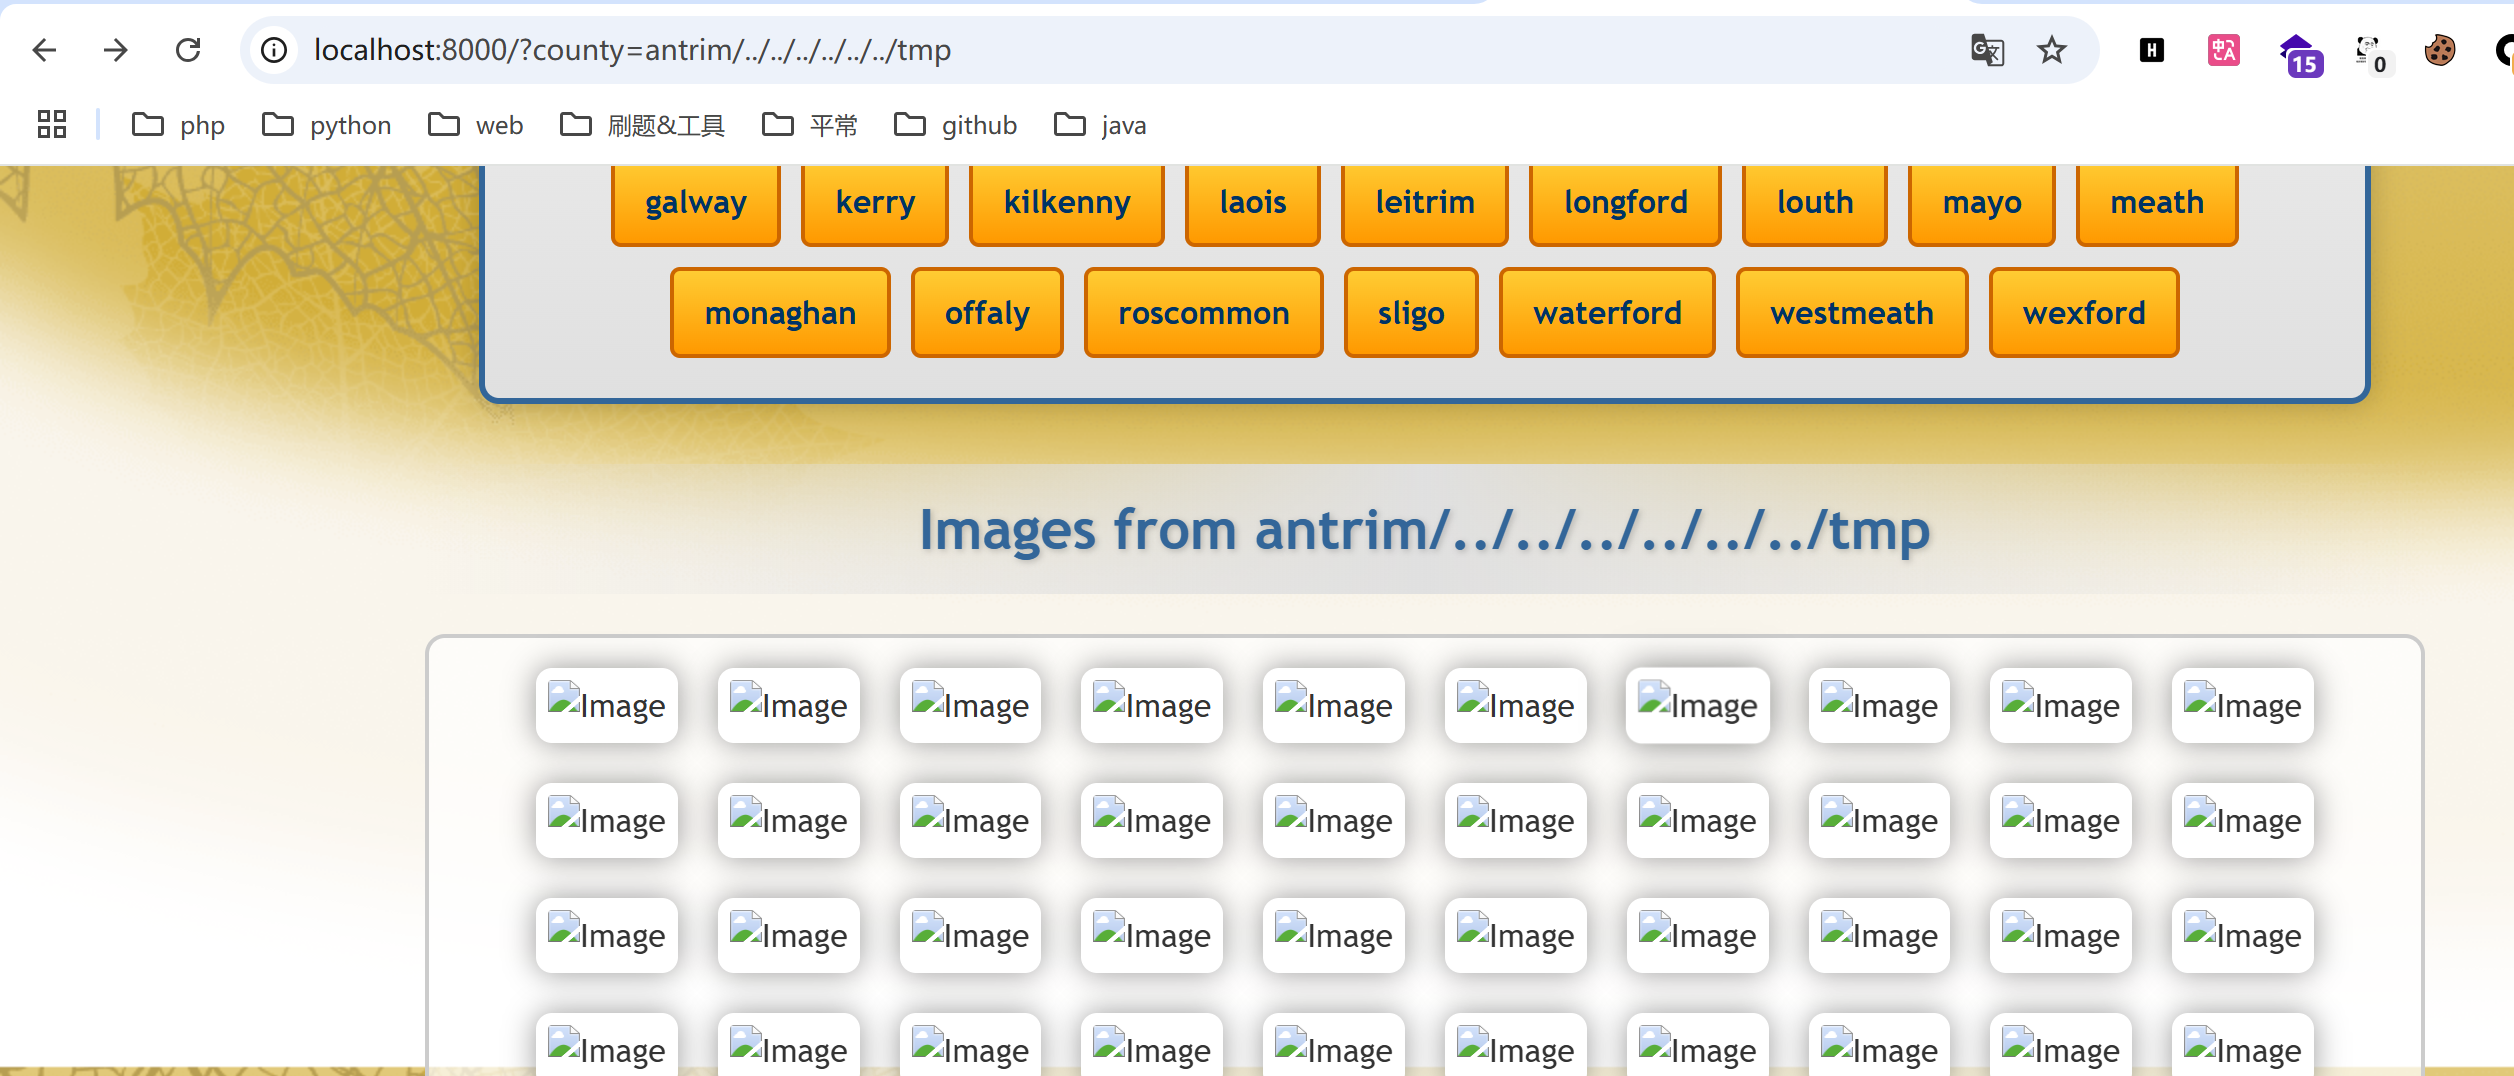 localhost:8000/?county=antrim/../../../../../../tmp
15
0
php python web 刷题&工具 平常 github java
galway kerry kilkenny laois leitrim longford louth mayo meath
monaghan offaly roscommon sligo waterford westmeath wexford
Images from antrim/../../../../../../tmp
Image Image Image Image Image Image Image Image Image Image
Image Image Image Image Image Image Image Image Image Image
Image Image Image Image Image Image Image Image Image Image
Image Image Image Image Image Image Image Image Image Image